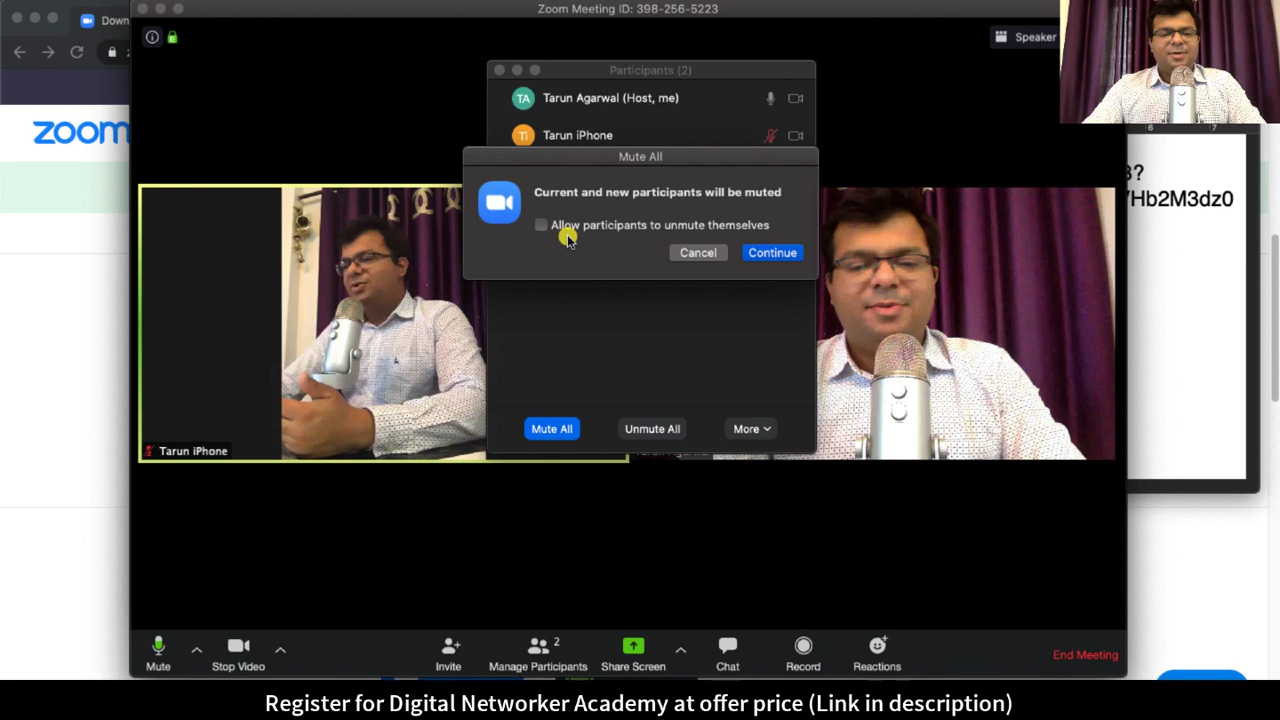 Zoom Meeting ID: 398-256-5223
Down
Speaker
Participants (2)
TA Tarun Agarwal (Host, me)
zoom
Ti Tarun iPhone
6 7
Mute All
Current and new participants will be muted
Allow participants to unmute themselves
Cancel Continue
?
Hb2M3dz0
Mute All Unmute All More
Tarun iPhone
2
Mute
Stop Video
Invite
Manage Participants
Share Screen
Chat
Record
Reactions
End Meeting
Register for Digital Networker Academy at offer price (Link in description)